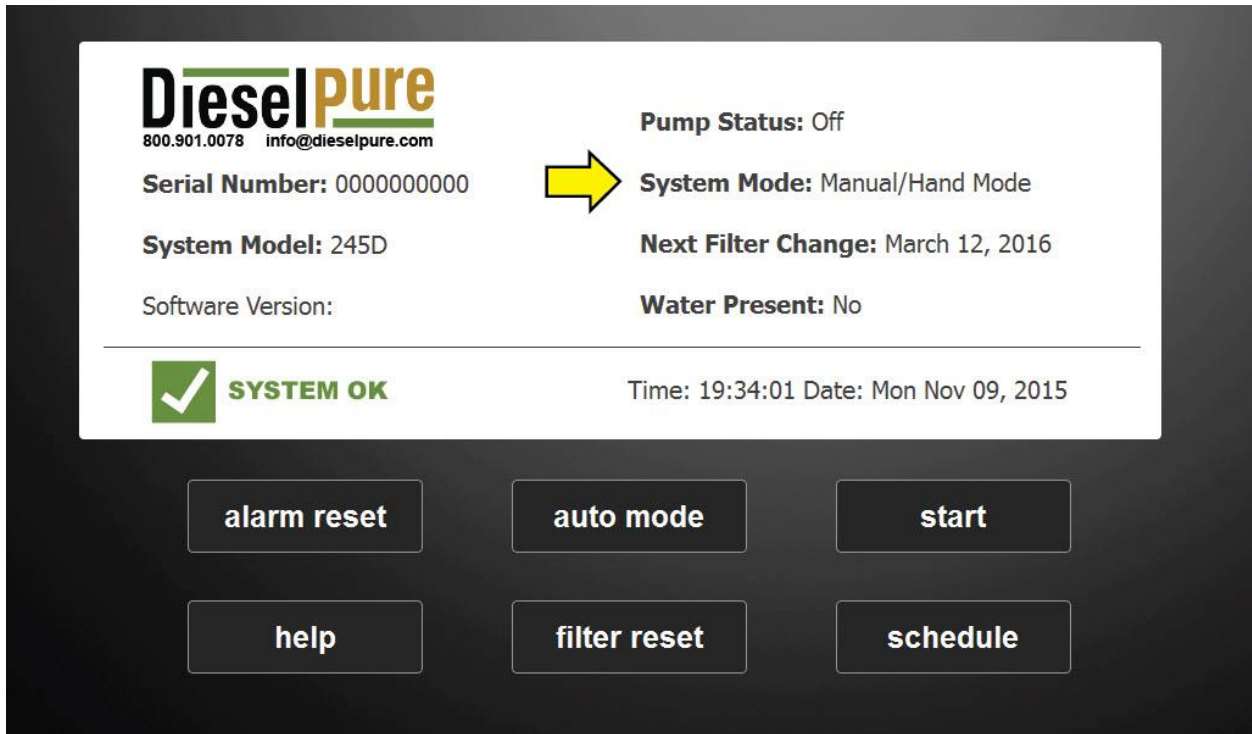 DieselPure
800.901.0078 info@dieselpure.com
Serial Number: 0000000000
System Model: 245D
Software Version:
Pump Status: Off
System Mode: Manual/Hand Mode
Next Filter Change: March 12, 2016
Water Present: No
SYSTEM OK
Time: 19:34:01 Date: Mon Nov 09, 2015
alarm reset
auto mode
start
help
filter reset
schedule